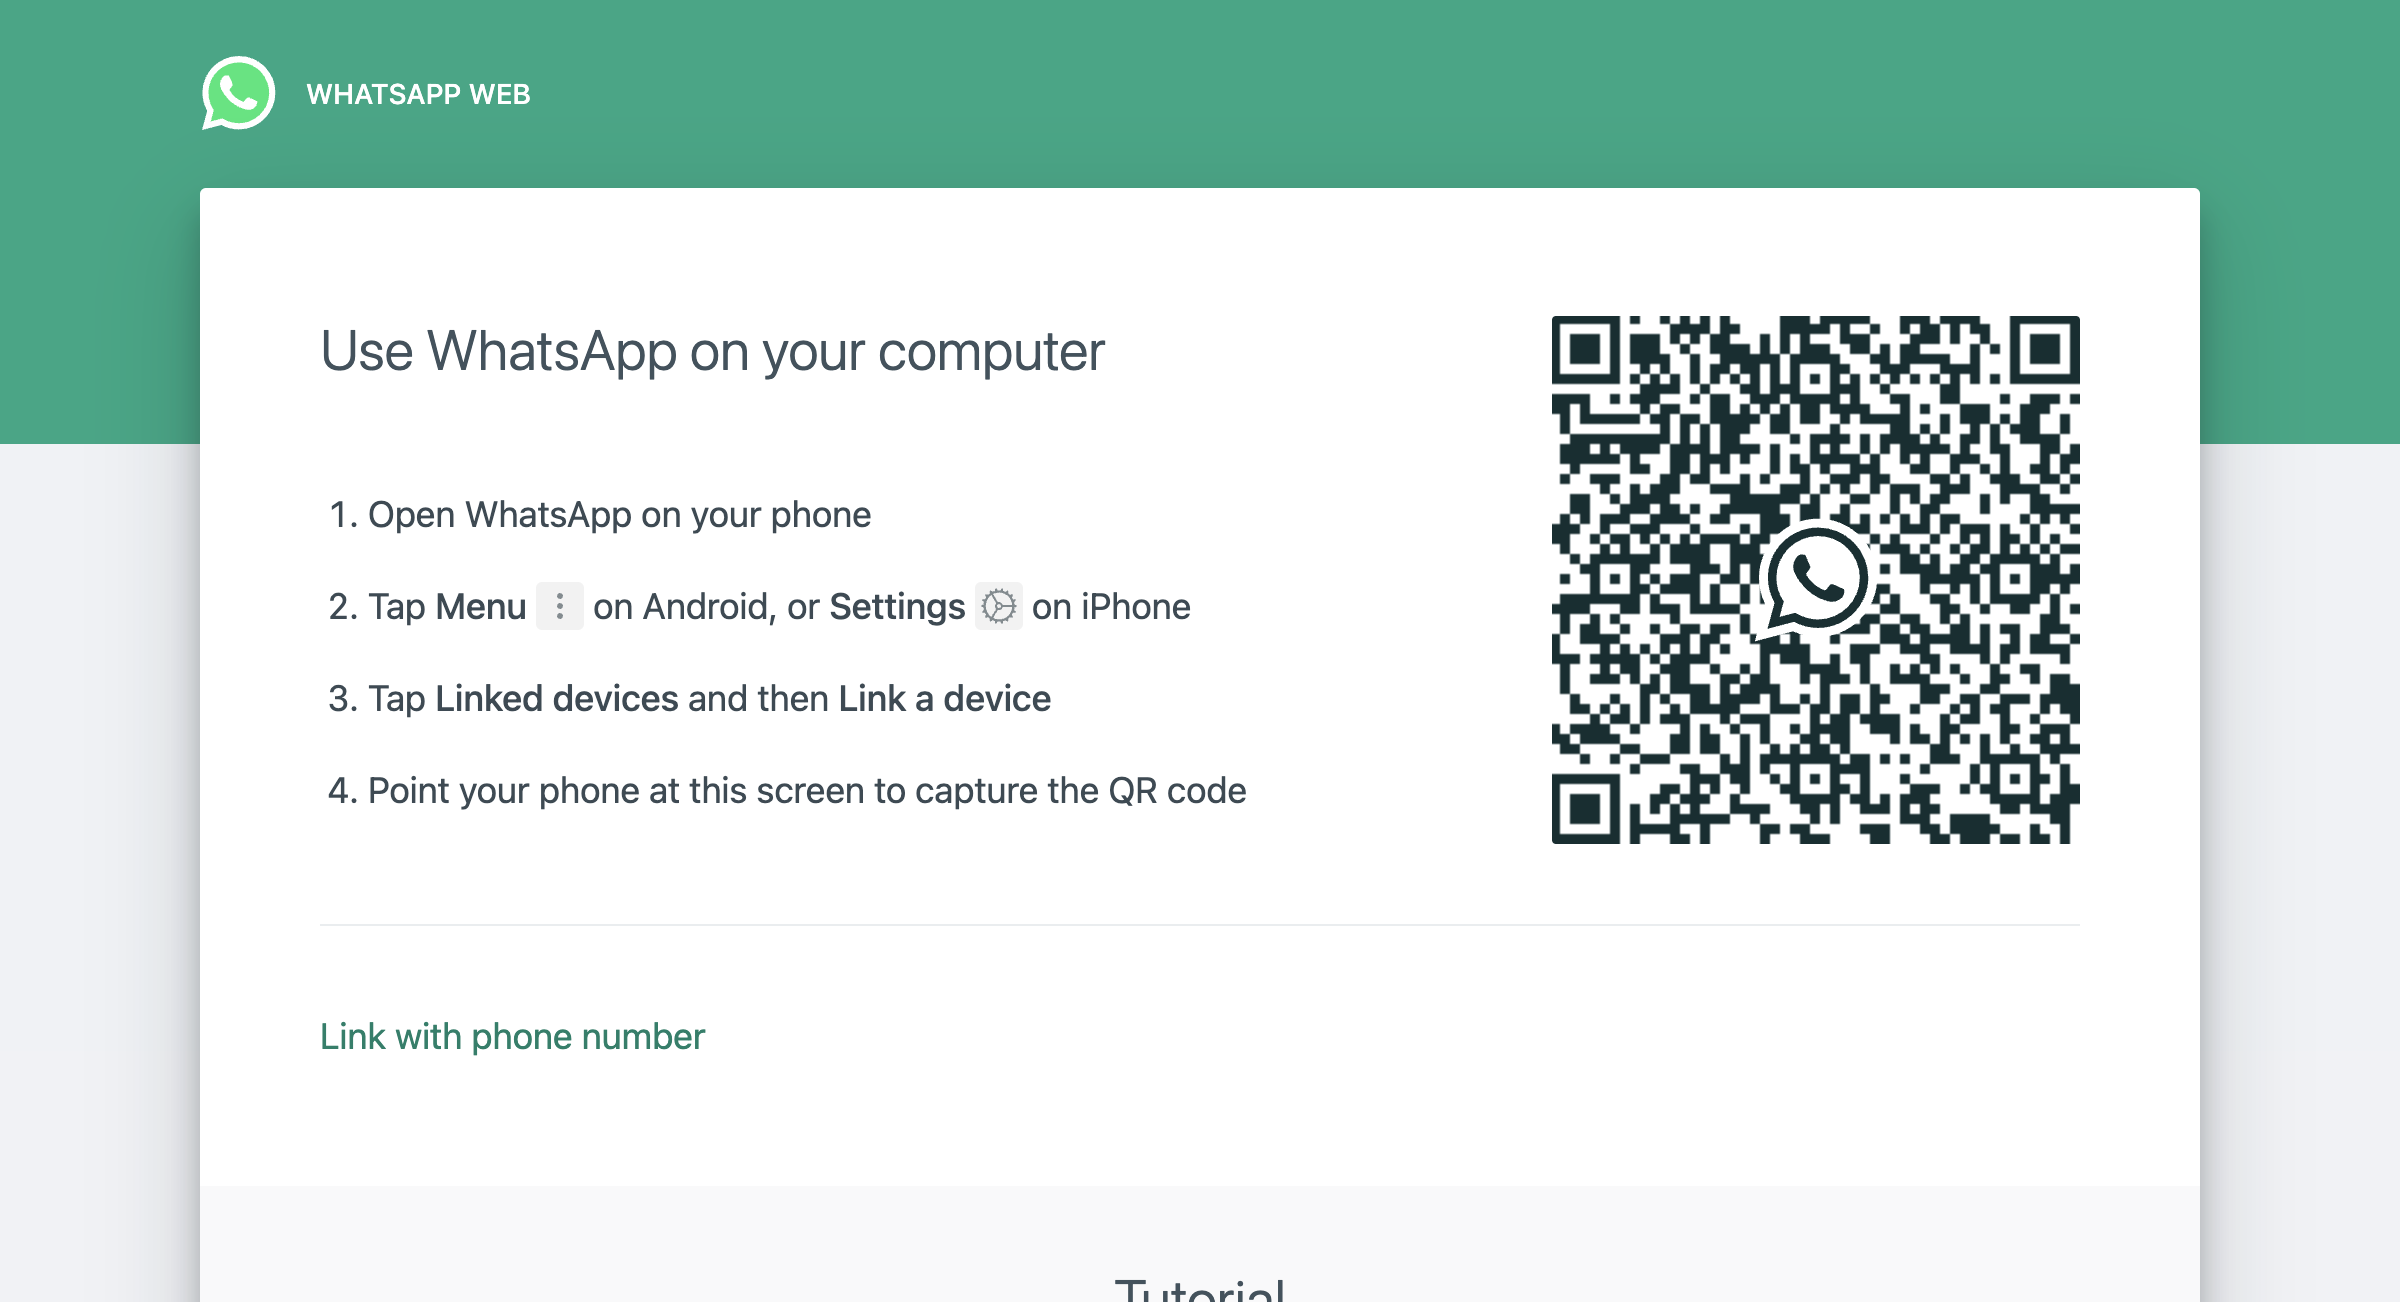 WHATSAPP WEB
Use WhatsApp on your computer
1. Open WhatsApp on your phone
2. Tap Menu on Android, or Settings on iPhone
3. Tap Linked devices and then Link a device
4. Point your phone at this screen to capture the QR code
Link with phone number
Tutorial